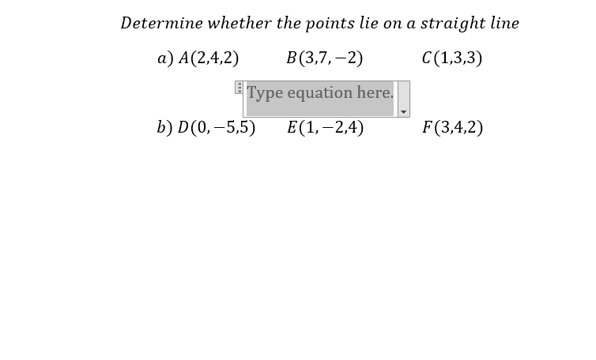 Determine whether the points lie on a straight line
a) A(2,4,2) B(3,7,−2) C(1,3,3)
Type equation here.
b) D(0,−5,5) E(1,−2,4) F(3,4,2)